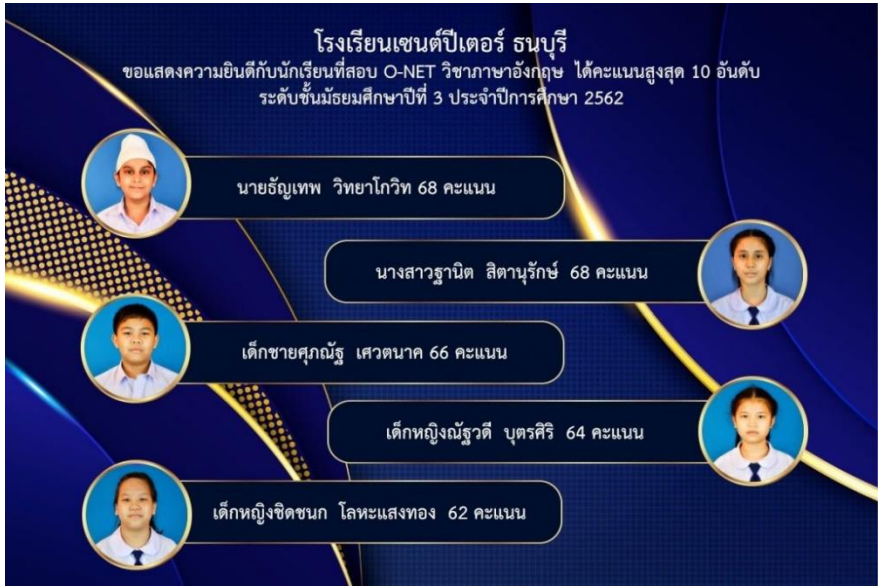 โรงเรียนเซนต์ปีเตอร์ ธนบุรี
ขอแสดงความยินดีกับนักเรียนที่สอบ O-NET วิชาภาษาอังกฤษ ได้คะแนนสูงสุด 10 อันดับ
ระดับชั้นมัธยมศึกษาปีที่ 3 ประจำปีการศึกษา 2562
นายธัญเทพ วิทยาโกวิท 68 คะแนน
นางสาวฐานิต สิตานุรักษ์ 68 คะแนน
เด็กชายศุภณัฐ เศวตนาค 66 คะแนน
เด็กหญิงณัฐวดี บุตรศิริ 64 คะแนน
เด็กหญิงชิดชนก โลหะแสงทอง 62 คะแนน